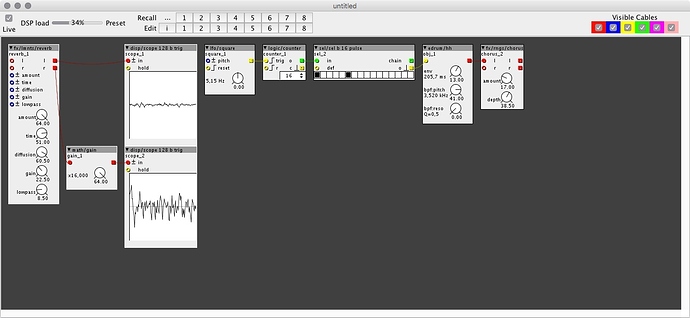 untitled
Live
DSP load
34%
Preset
Recall ... 1 2 3 4 5 6 7 8
Edit i 1 2 3 4 5 6 7 8
Visible Cables
fx/lmnts/reverb
reverb_1
l l
r r
amount
time
diffusion
gain
lowpass
amount
64.00
time
51.00
diffusion
60.50
gain
22.50
lowpass
8.50
math/gain
gain_1
x16,000
64.00
disp/scope 128 b trig
scope_1
in
hold
disp/scope 128 b trig
scope_2
in
hold
lfo/square
square_1
pitch
reset
5,15 Hz
0.00
logic/counter
counter_1
trig o
r c
16
sel/sel b 16 pulse
sel_2
in chain
def o
drum/hh
obj_1
env
205,7 ms
13.00
bpf:pitch
3,520 kHz
41.00
bpf:reso
Q=0,5
0.00
fx/rngs/chorus
chorus_2
l l
r r
amount
17.00
depth
38.50